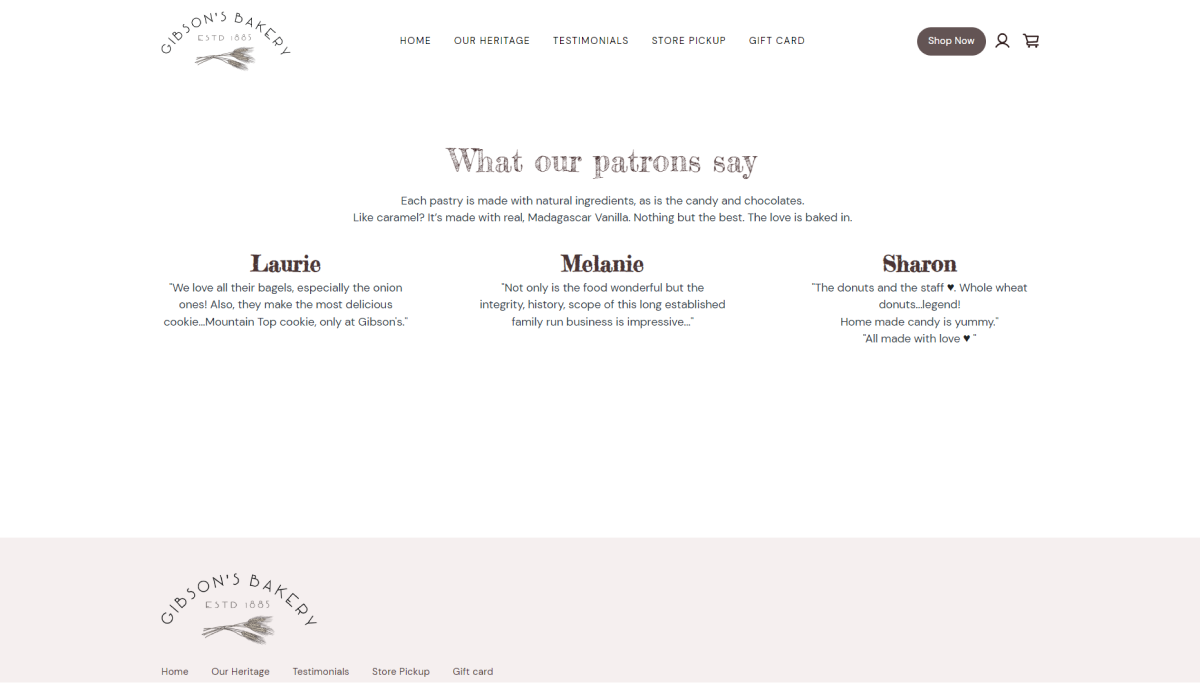 GIBSON'S BAKERY
ESTD 1885
HOME OUR HERITAGE TESTIMONIALS STORE PICKUP GIFT CARD
Shop Now
What our patrons say
Each pastry is made with natural ingredients, as is the candy and chocolates.
Like caramel? It's made with real, Madagascar Vanilla. Nothing but the best. The love is baked in.
Laurie
"We love all their bagels, especially the onion
ones! Also, they make the most delicious
cookie...Mountain Top cookie, only at Gibson's."
Melanie
"Not only is the food wonderful but the
integrity, history, scope of this long established
family run business is impressive..."
Sharon
"The donuts and the staff ♥. Whole wheat
donuts...legend!
Home made candy is yummy."
"All made with love ♥ "
GIBSON'S BAKERY
ESTD 1885
Home Our Heritage Testimonials Store Pickup Gift card